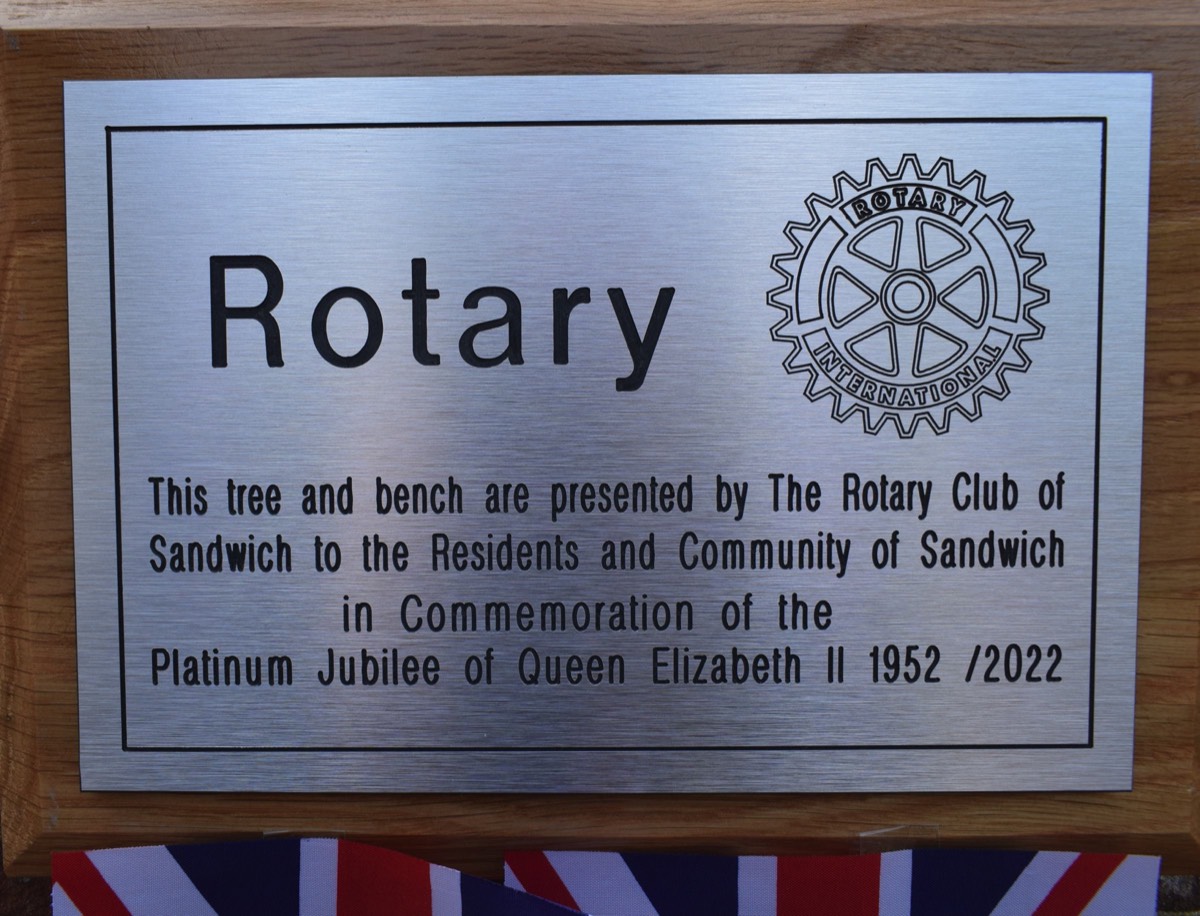 Rotary
ROTARY
INTERNATIONAL
This tree and bench are presented by The Rotary Club of
Sandwich to the Residents and Community of Sandwich
in Commemoration of the
Platinum Jubilee of Queen Elizabeth II 1952 /2022